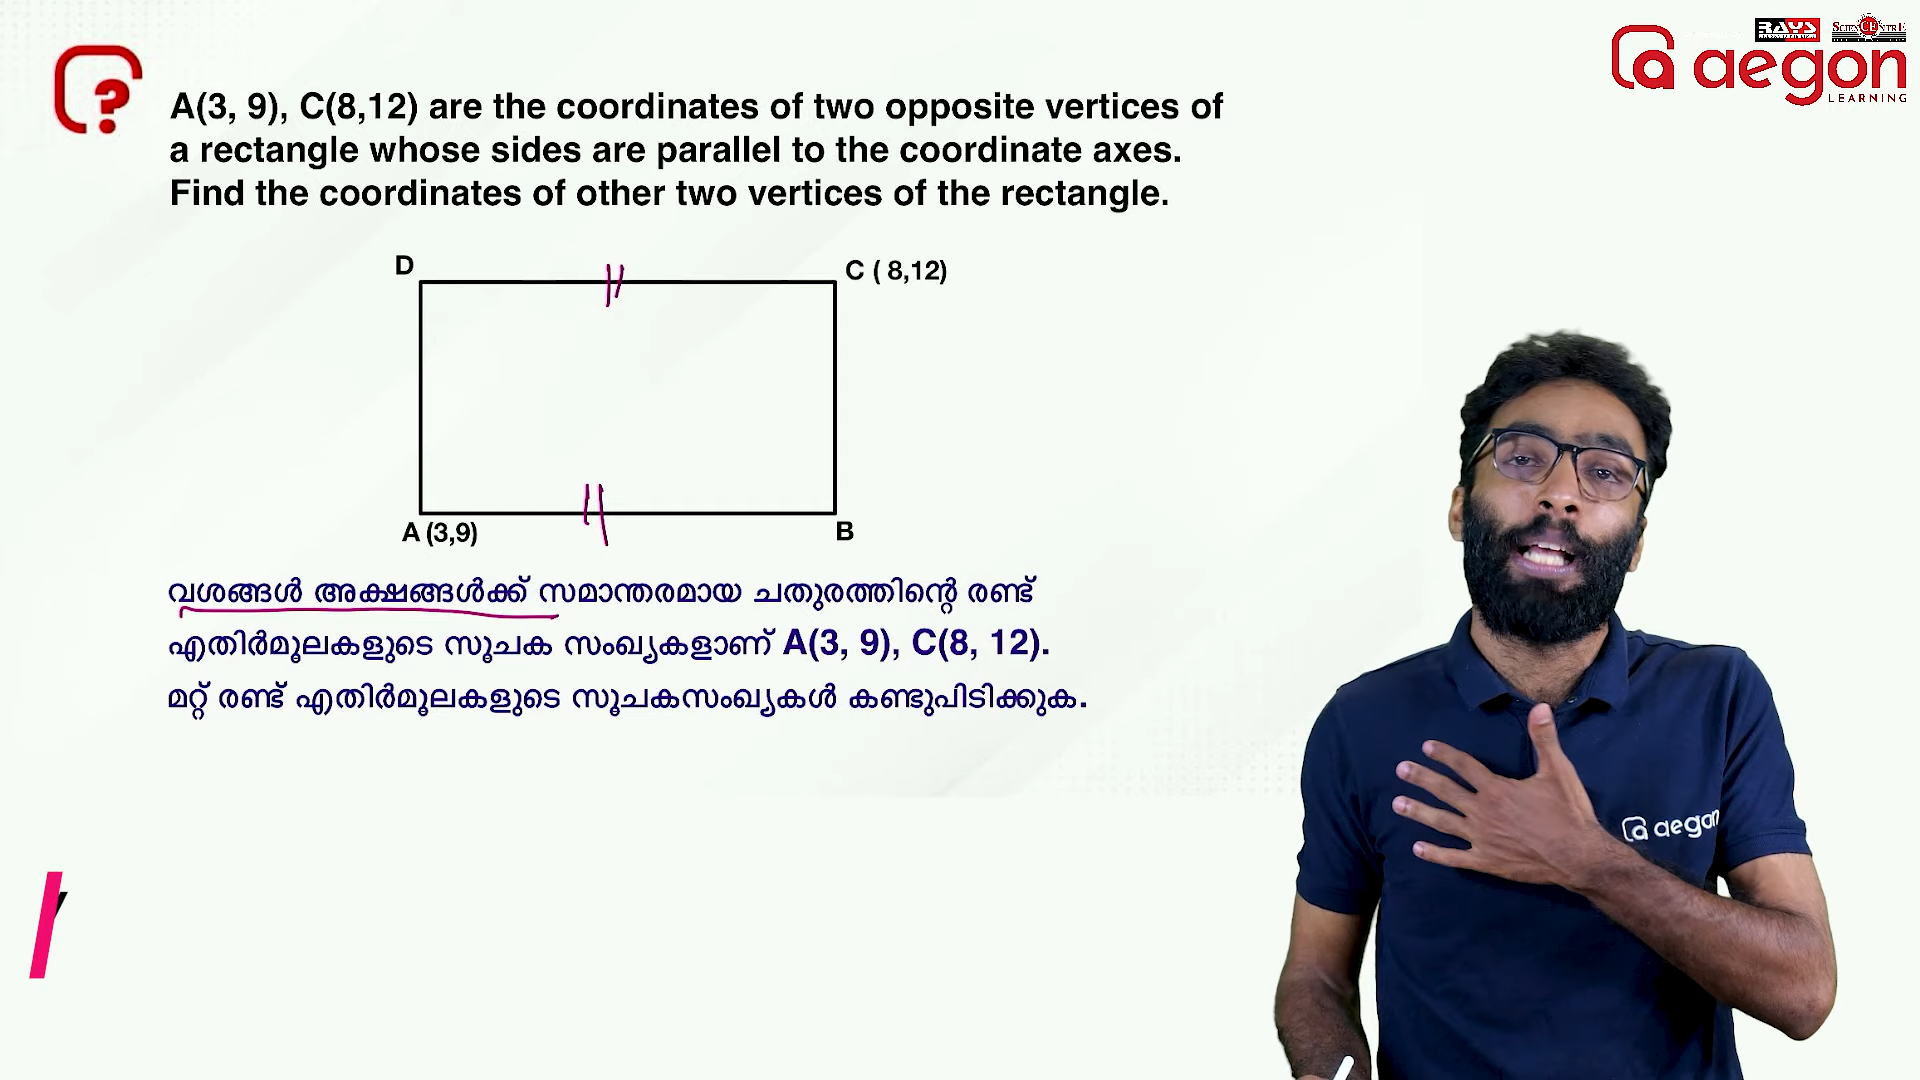 RAYS
SCIENCENTRE
aegon
LEARNING
?
A(3, 9), C(8,12) are the coordinates of two opposite vertices of
a rectangle whose sides are parallel to the coordinate axes.
Find the coordinates of other two vertices of the rectangle.
D
C ( 8,12)
A (3,9)
B
വശങ്ങൾ അക്ഷങ്ങൾക്ക് സമാന്തരമായ ചതുരത്തിന്റെ രണ്ട്
എതിർമൂലകളുടെ സൂചക സംഖ്യകളാണ് A(3, 9), C(8, 12).
മറ്റ് രണ്ട് എതിർമൂലകളുടെ സൂചകസംഖ്യകൾ കണ്ടുപിടിക്കുക.
aegon